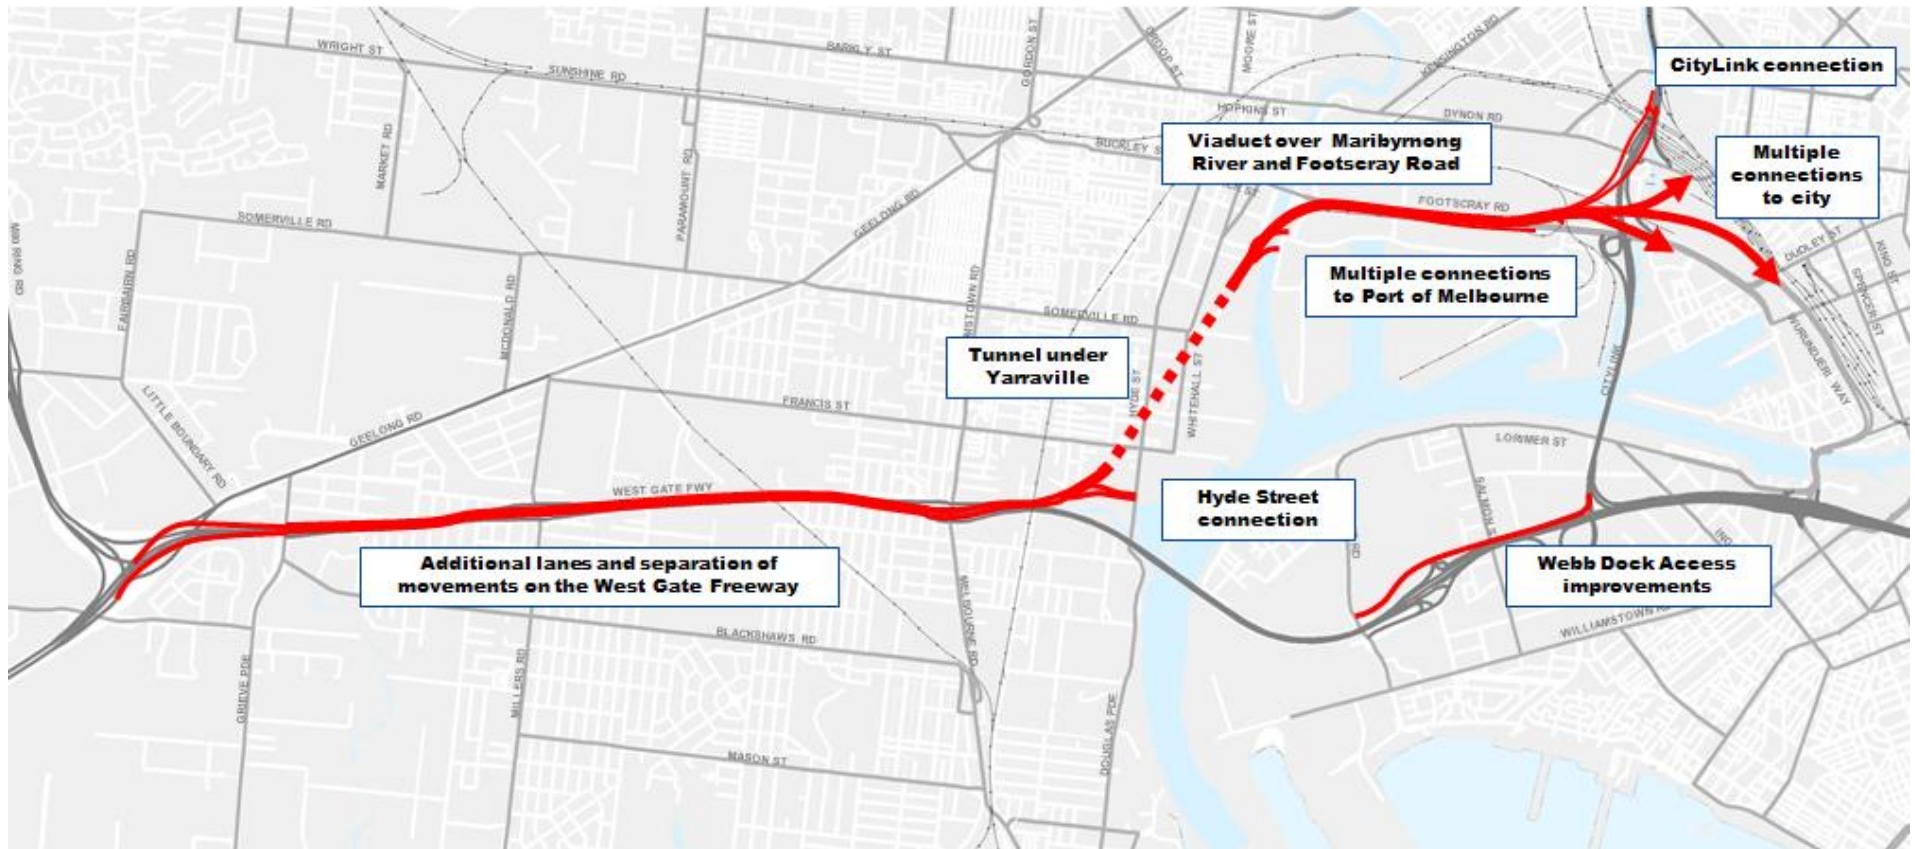 CityLink connection
Viaduct over Maribyrnong
River and Footscray Road
Multiple
connections
to city
Multiple connections
to Port of Melbourne
Tunnel under
Yarraville
Hyde Street
connection
Additional lanes and separation of
movements on the West Gate Freeway
Webb Dock Access
improvements
WRIGHT ST
SUNSHINE RD
BARKLY ST
GORDON ST
MOORE ST
KENSINGTON RD
HOPKINS ST
DYNON RD
BUCKLEY S
MARKET RD
PARAMOUNT RD
GEELONG RD
SOMERVILLE RD
FOOTSCRAY RD
DUDLEY ST
KING ST
SPENCER ST
WURUNDJERI WAY
FAIRBAIRN RD
MCDONALD RD
SOMERVILLE RD
HYDE ST
WHITEHALL ST
CITYLINK
LITTLE BOUNDARY RD
GEELONG RD
FRANCIS ST
LORIMER ST
SALMON S
WEST GATE FWY
RD
WILLIAMSTOWN R
BLACKSHAWS RD
MELBOURNE RD
GRIEVE PDE
MILLERS RD
MASON ST
DOUGLAS PDE